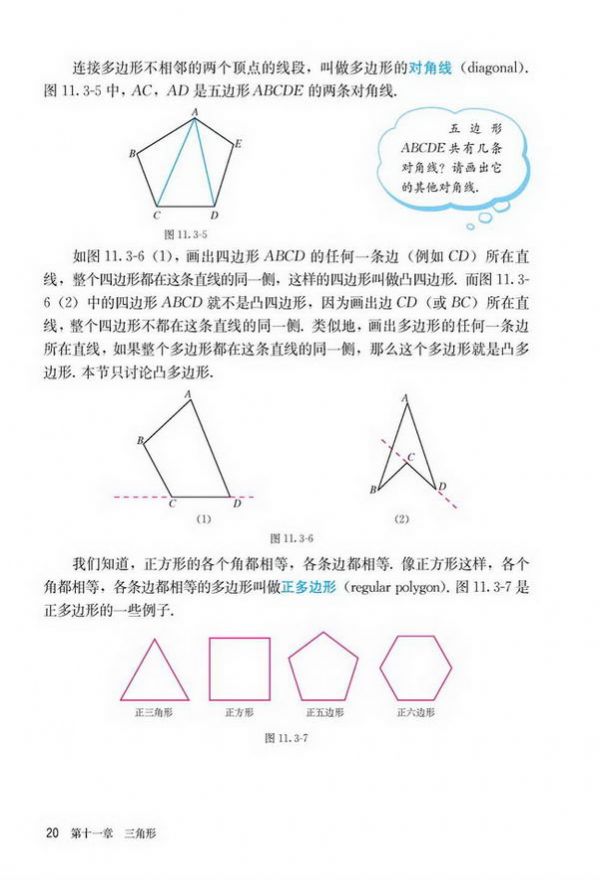 连接多边形不相邻的两个顶点的线段，叫做多边形的对角线（diagonal）.
图 11.3-5 中，AC，AD 是五边形 ABCDE 的两条对角线.
A
B
E
C
D
图 11.3-5
五边形
ABCDE 共有几条
对角线？请画出它
的其他对角线.
如图 11.3-6（1），画出四边形 ABCD 的任何一条边（例如 CD）所在直
线，整个四边形都在这条直线的同一侧，这样的四边形叫做凸四边形. 而图 11.3-
6（2）中的四边形 ABCD 就不是凸四边形，因为画出边 CD（或 BC）所在直
线，整个四边形不都在这条直线的同一侧. 类似地，画出多边形的任何一条边
所在直线，如果整个多边形都在这条直线的同一侧，那么这个多边形就是凸多
边形. 本节只讨论凸多边形.
A
B
C
D
（1）
A
C
B
D
（2）
图 11.3-6
我们知道，正方形的各个角都相等，各条边都相等. 像正方形这样，各个
角都相等，各条边都相等的多边形叫做正多边形（regular polygon）. 图 11.3-7 是
正多边形的一些例子.
正三角形 正方形 正五边形 正六边形
图 11.3-7
20 第十一章 三角形